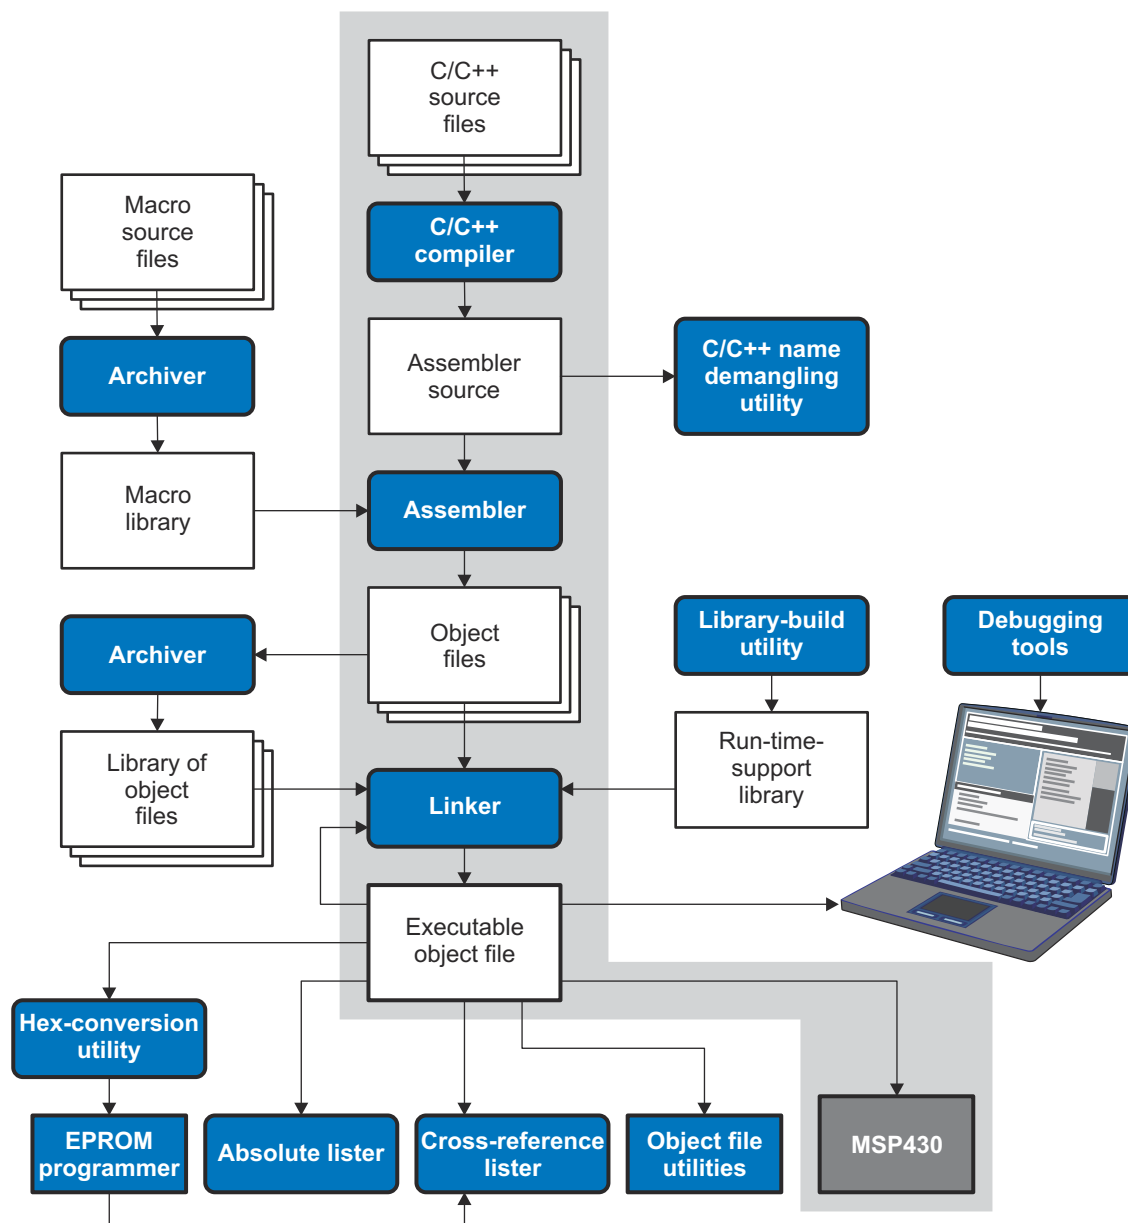 C/C++
source
files
Macro
source
files
C/C++
compiler
Archiver
Assembler
source
C/C++ name
demangling
utility
Macro
library
Assembler
Archiver
Object
files
Library-build
utility
Debugging
tools
Library of
object
files
Linker
Run-time-
support
library
Executable
object file
Hex-conversion
utility
EPROM
programmer
Absolute lister
Cross-reference
lister
Object file
utilities
MSP430